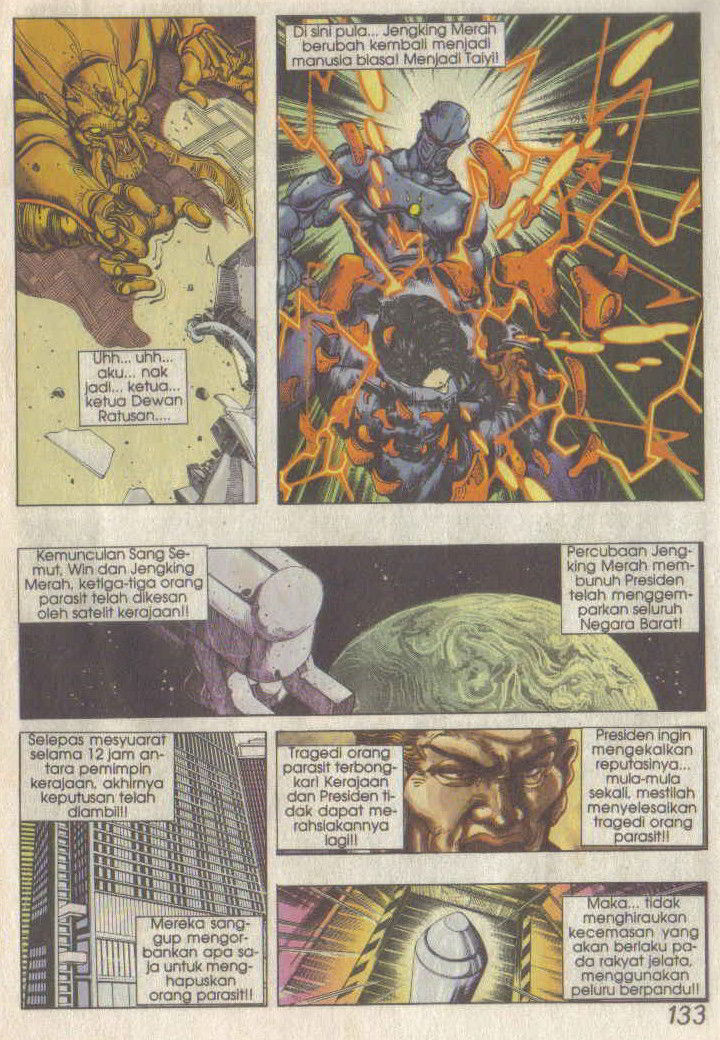 Di sini pula... Jengking Merah
berubah kembali menjadi
manusia biasa! Menjadi Taiyi!
Uhh... uhh...
aku... nak
jadi... ketua...
ketua Dewan
Ratusan....
Kemunculan Sang Se-
mut, Win dan Jengking
Merah, ketiga-tiga orang
parasit telah dikesan
oleh satelit kerajaan!!
Percubaan Jeng-
king Merah mem-
bunuh Presiden
telah menggem-
parkan seluruh
Negara Barat!
Selepas mesyuarat
selama 12 jam an-
tara pemimpin
kerajaan, akhirnya
keputusan telah
diambil!!
Mereka sang-
gup mengor-
bankan apa sa-
ja untuk meng-
hapuskan
orang parasit!!
Tragedi orang
parasit terbong-
kar! Kerajaan
dan Presiden ti-
dak dapat me-
rahsiakannya
lagi!!
Presiden ingin
mengekalkan
reputasinya...
mula-mula
sekali, mestilah
menyelesaikan
tragedi orang
parasit!!
Maka... tidak
menghiraukan
kecemasan yang
akan berlaku pa-
da rakyat jelata,
menggunakan
peluru berpandu!!
133